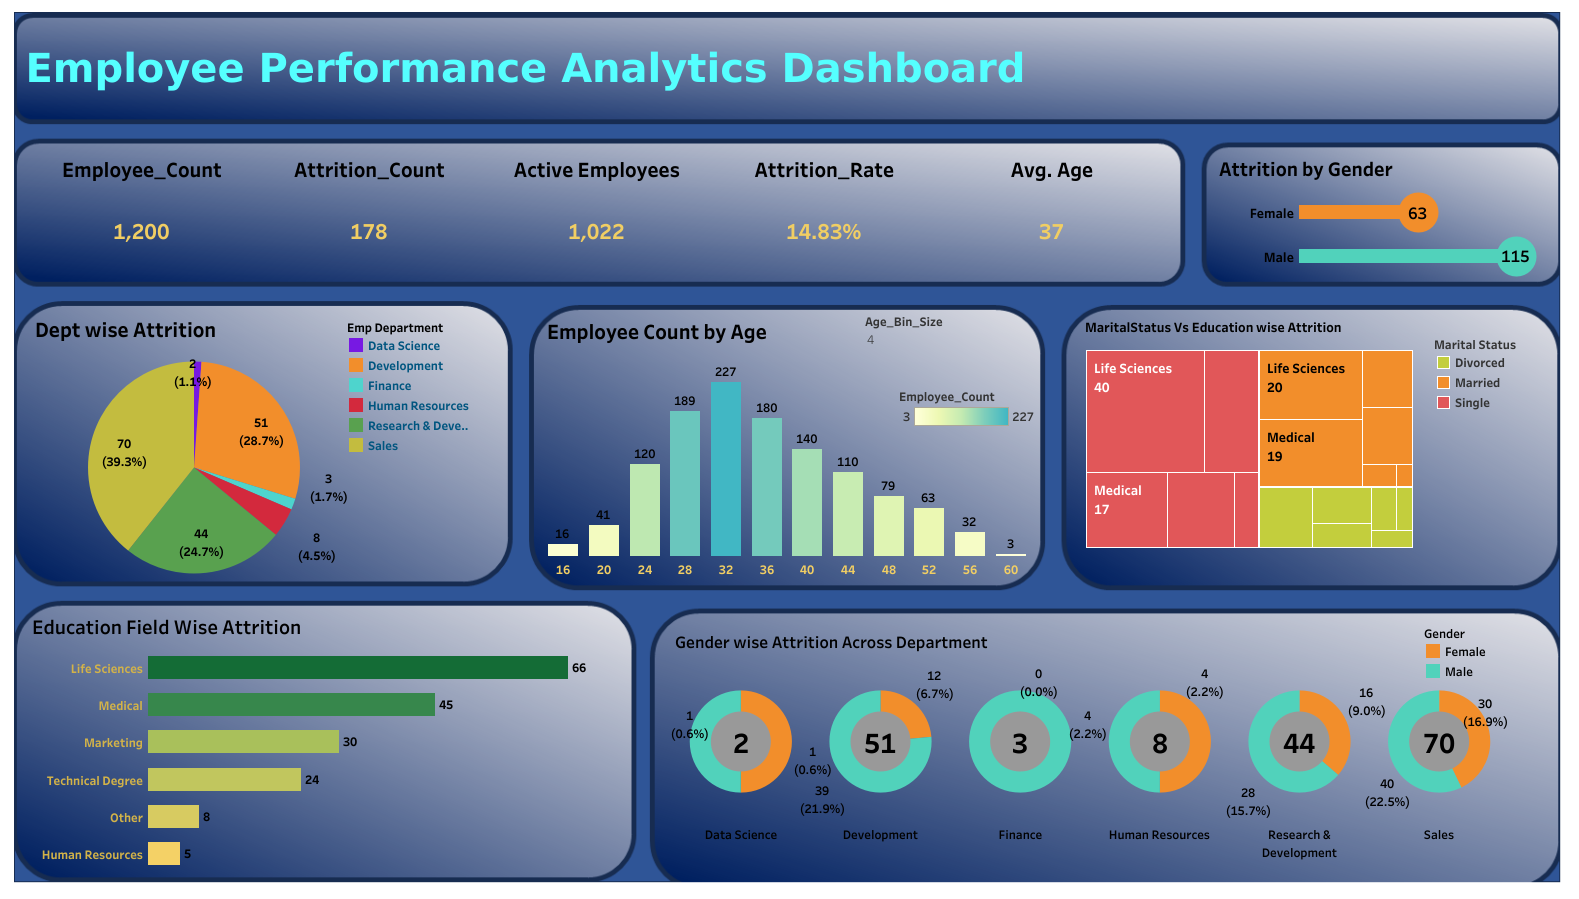 Employee Performance Analytics Dashboard
Employee_Count
Attrition_Count
Active Employees
Attrition_Rate
Avg. Age
1,200
178
1,022
14.83%
37
Attrition by Gender
Female
63
Male
115
Dept wise Attrition
Emp Department
Data Science
Development
Finance
Human Resources
Research & Deve..
Sales
2
(1.1%)
51
(28.7%)
3
(1.7%)
8
(4.5%)
44
(24.7%)
70
(39.3%)
Employee Count by Age
Age_Bin_Size
4
Employee_Count
3
227
16
41
120
189
227
180
140
110
79
63
32
3
16
20
24
28
32
36
40
44
48
52
56
60
MaritalStatus Vs Education wise Attrition
Marital Status
Divorced
Married
Single
Life Sciences
40
Medical
17
Life Sciences
20
Medical
19
Education Field Wise Attrition
Life Sciences
66
Medical
45
Marketing
30
Technical Degree
24
Other
8
Human Resources
5
Gender wise Attrition Across Department
Gender
Female
Male
1
(0.6%)
2
1
(0.6%)
12
(6.7%)
51
39
(21.9%)
0
(0.0%)
3
4
(2.2%)
8
4
(2.2%)
16
(9.0%)
44
28
(15.7%)
30
(16.9%)
70
40
(22.5%)
Data Science
Development
Finance
Human Resources
Research &
Development
Sales